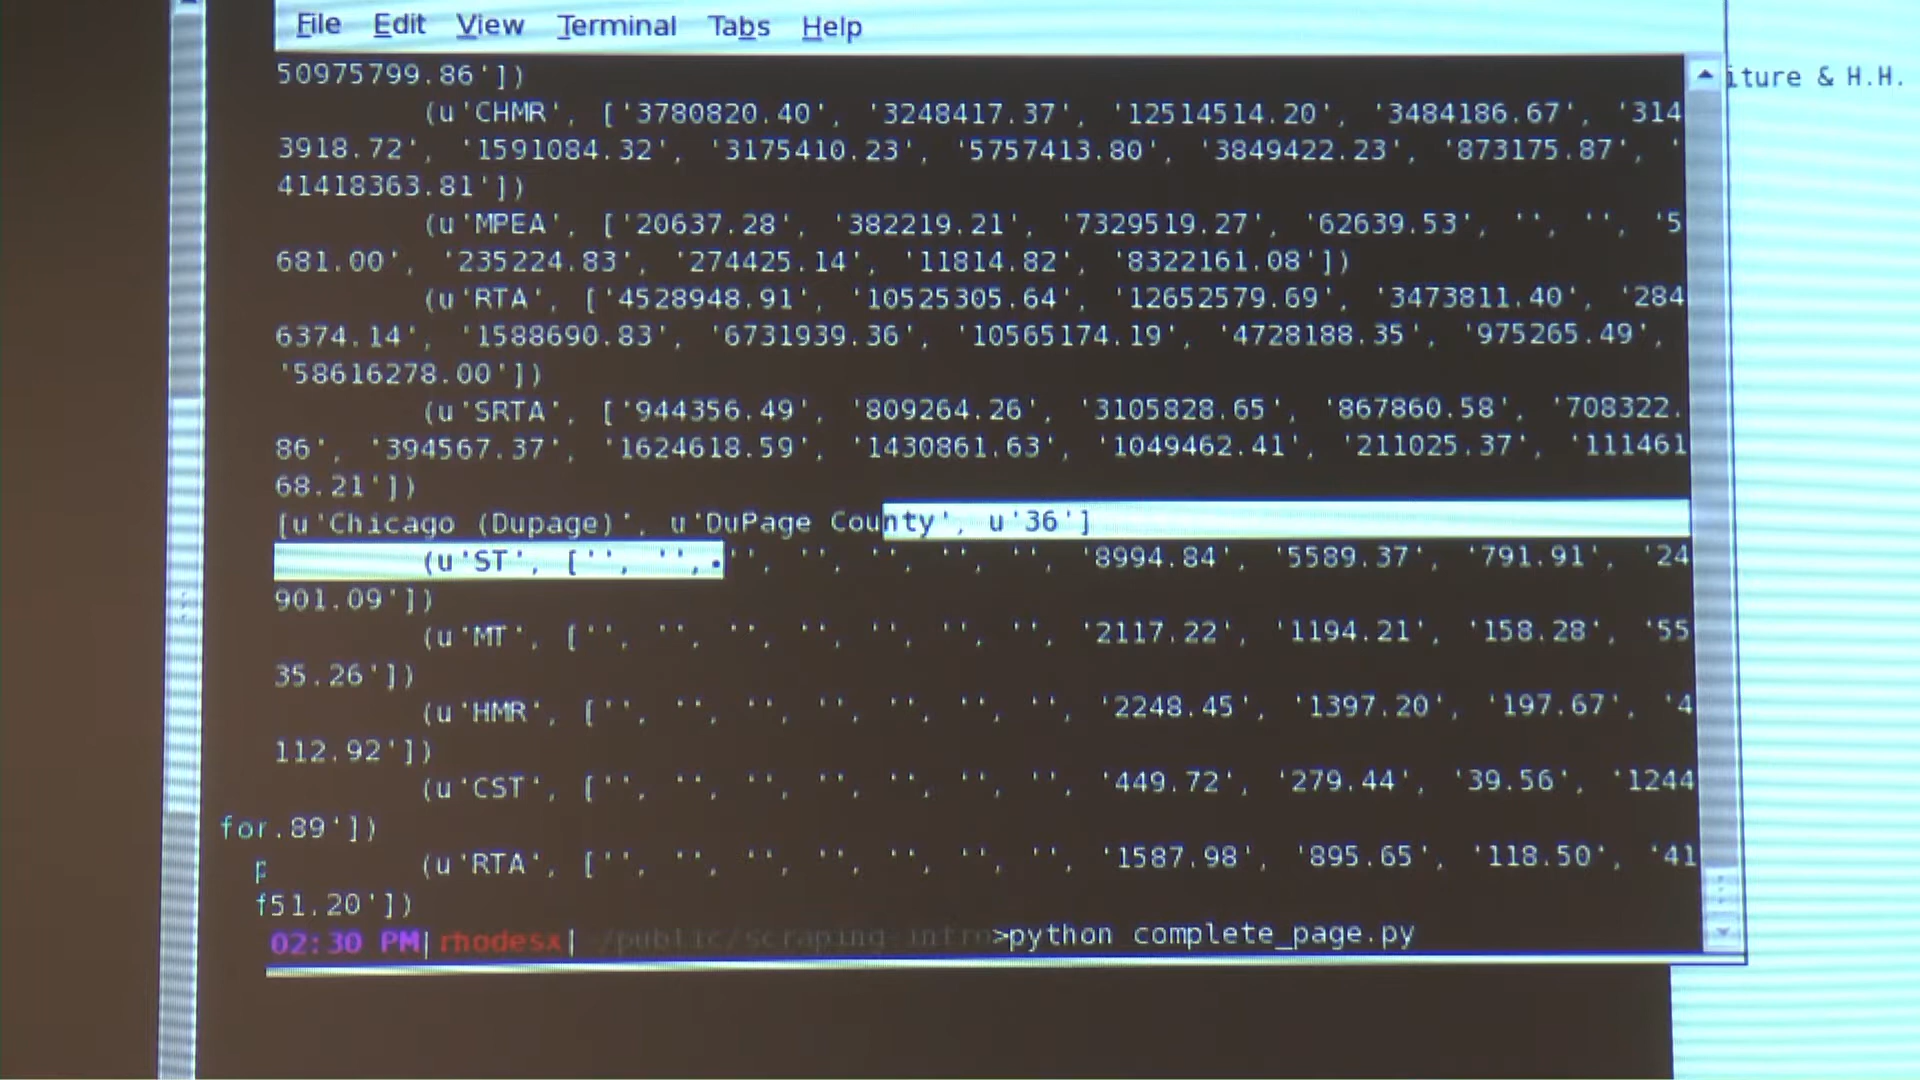 File Edit View Terminal Tabs Help
50975799.86'])
(u'CHMR', ['3780820.40', '3248417.37', '12514514.20', '3484186.67', '314
3918.72', '1591084.32', '3175410.23', '5757413.80', '3849422.23', '873175.87', '
41418363.81'])
(u'MPEA', ['20637.28', '382219.21', '7329519.27', '62639.53', '', '', '5
681.00', '235224.83', '274425.14', '11814.82', '8322161.08'])
(u'RTA', ['4528948.91', '10525305.64', '12652579.69', '3473811.40', '284
6374.14', '1588690.83', '6731939.36', '10565174.19', '4728188.35', '975265.49',
'58616278.00'])
(u'SRTA', ['944356.49', '809264.26', '3105828.65', '867860.58', '708322.
86', '394567.37', '1624618.59', '1430861.63', '1049462.41', '211025.37', '111461
68.21'])
[u'Chicago (Dupage)', u'DuPage County', u'36']
(u'ST', ['', '', '', '', '', '', '', '8994.84', '5589.37', '791.91', '24
901.09'])
(u'MT', ['', '', '', '', '', '', '', '2117.22', '1194.21', '158.28', '55
35.26'])
(u'HMR', ['', '', '', '', '', '', '', '2248.45', '1397.20', '197.67', '4
112.92'])
(u'CST', ['', '', '', '', '', '', '', '449.72', '279.44', '39.56', '1244
for.89'])
(u'RTA', ['', '', '', '', '', '', '', '1587.98', '895.65', '118.50', '41
f51.20'])
02:30 PM|rhodesx| ~/public/scraping-intro>python complete_page.py
iture & H.H.